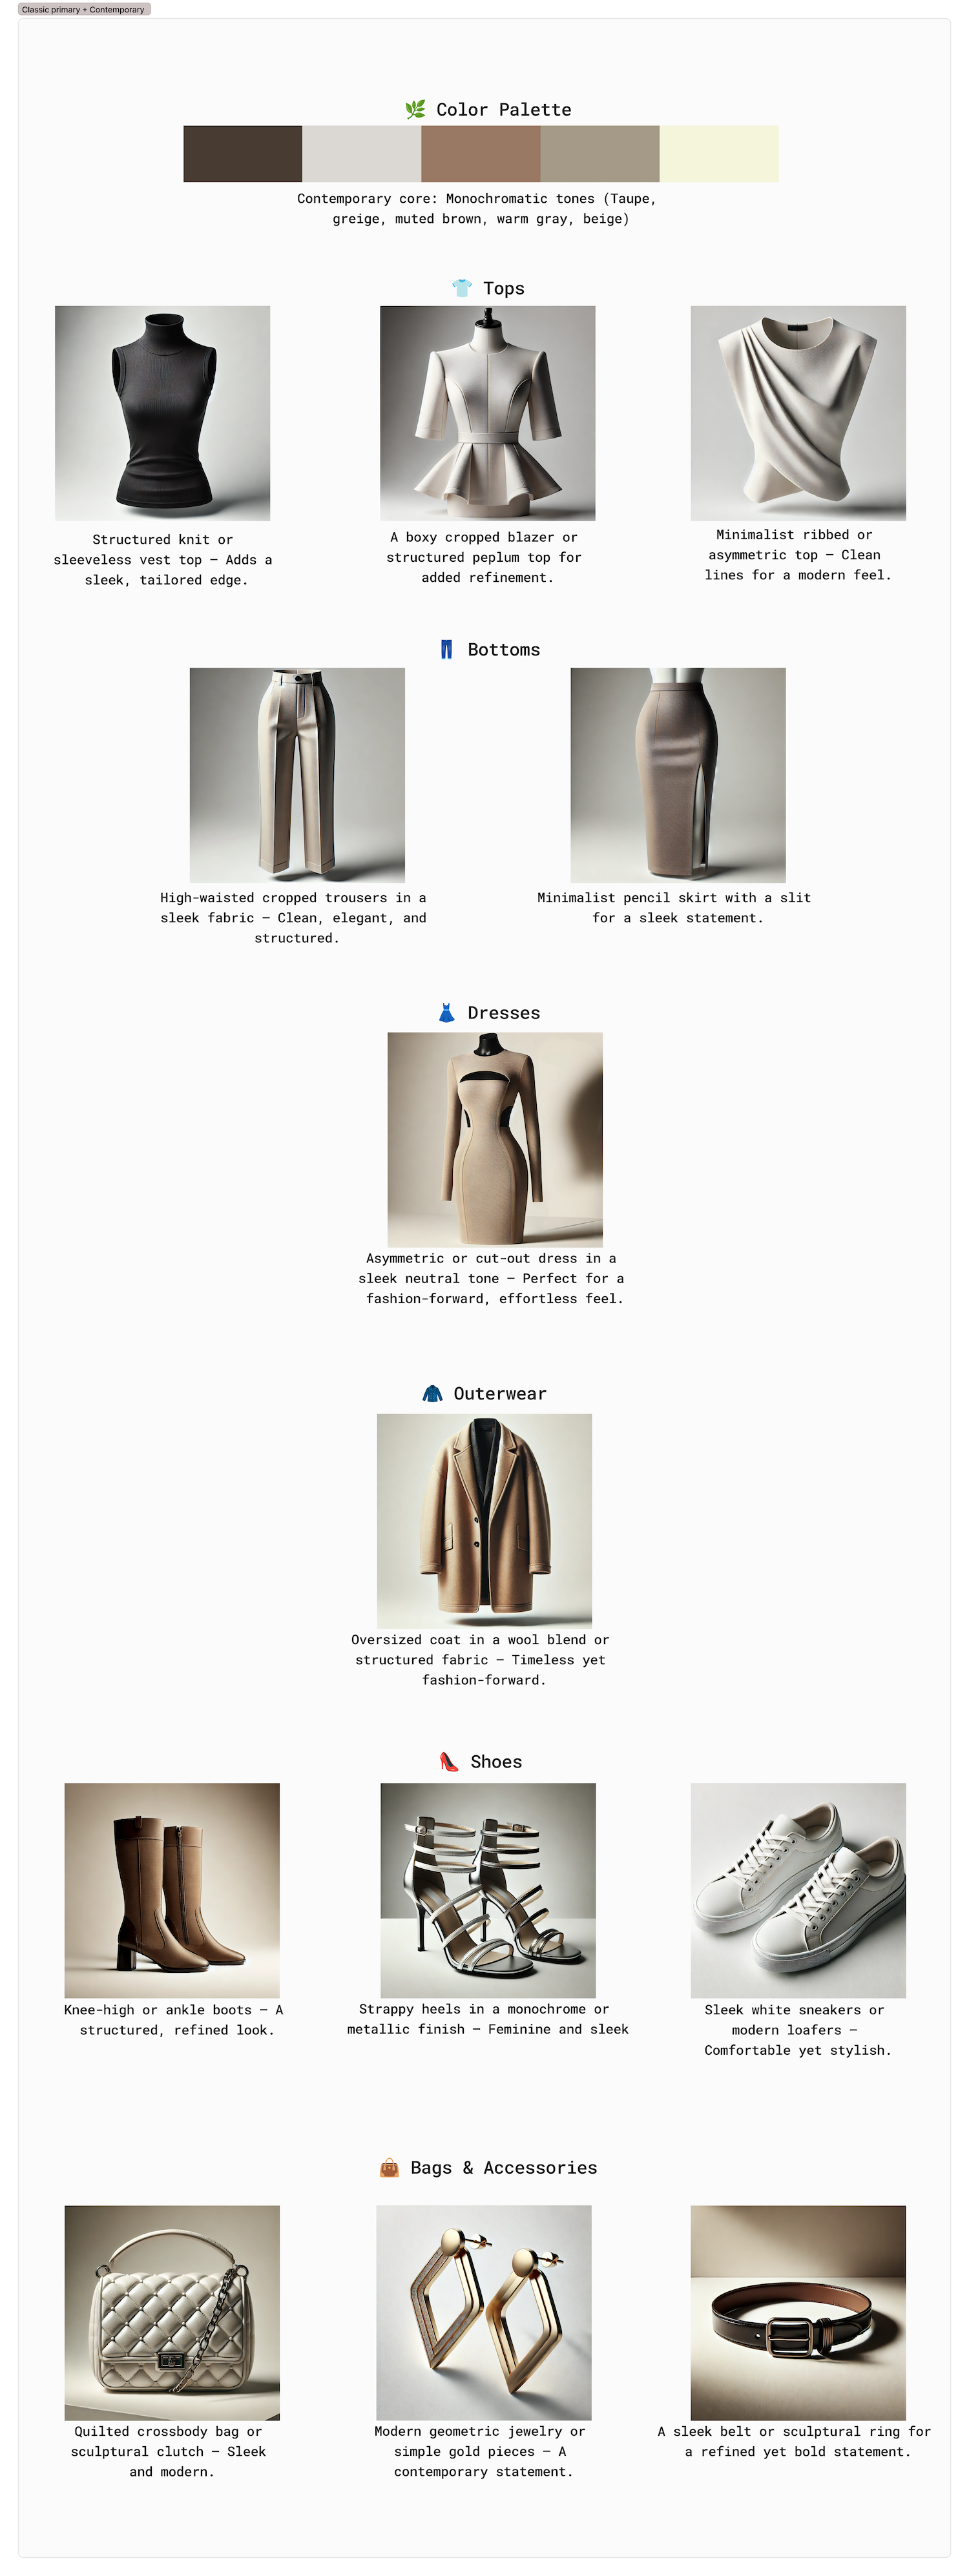 Classic primary + Contemporary
🌿 Color Palette
Contemporary core: Monochromatic tones (Taupe,
greige, muted brown, warm gray, beige)
👕 Tops
Structured knit or
sleeveless vest top – Adds a
sleek, tailored edge.
A boxy cropped blazer or
structured peplum top for
added refinement.
Minimalist ribbed or
asymmetric top – Clean
lines for a modern feel.
👖 Bottoms
High-waisted cropped trousers in a
sleek fabric – Clean, elegant, and
structured.
Minimalist pencil skirt with a slit
for a sleek statement.
👗 Dresses
Asymmetric or cut-out dress in a
sleek neutral tone – Perfect for a
fashion-forward, effortless feel.
🧥 Outerwear
Oversized coat in a wool blend or
structured fabric – Timeless yet
fashion-forward.
👠 Shoes
Knee-high or ankle boots – A
structured, refined look.
Strappy heels in a monochrome or
metallic finish – Feminine and sleek
Sleek white sneakers or
modern loafers –
Comfortable yet stylish.
👜 Bags & Accessories
Quilted crossbody bag or
sculptural clutch – Sleek
and modern.
Modern geometric jewelry or
simple gold pieces – A
contemporary statement.
A sleek belt or sculptural ring for
a refined yet bold statement.